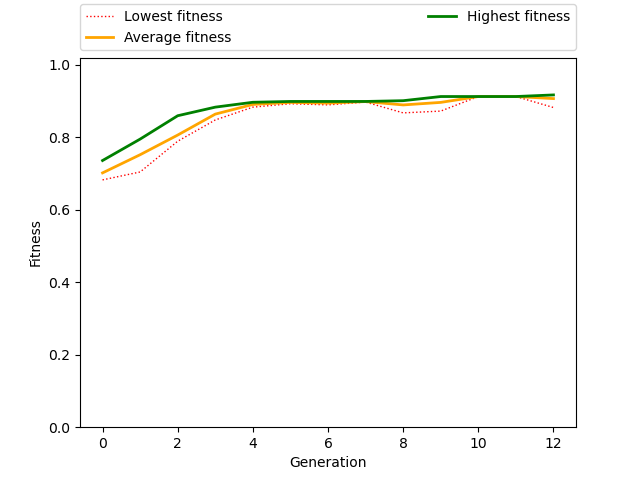 Lowest fitness
Average fitness
Highest fitness
1.0
0.8
0.6
0.4
0.2
0.0
Fitness
0 2 4 6 8 10 12
Generation